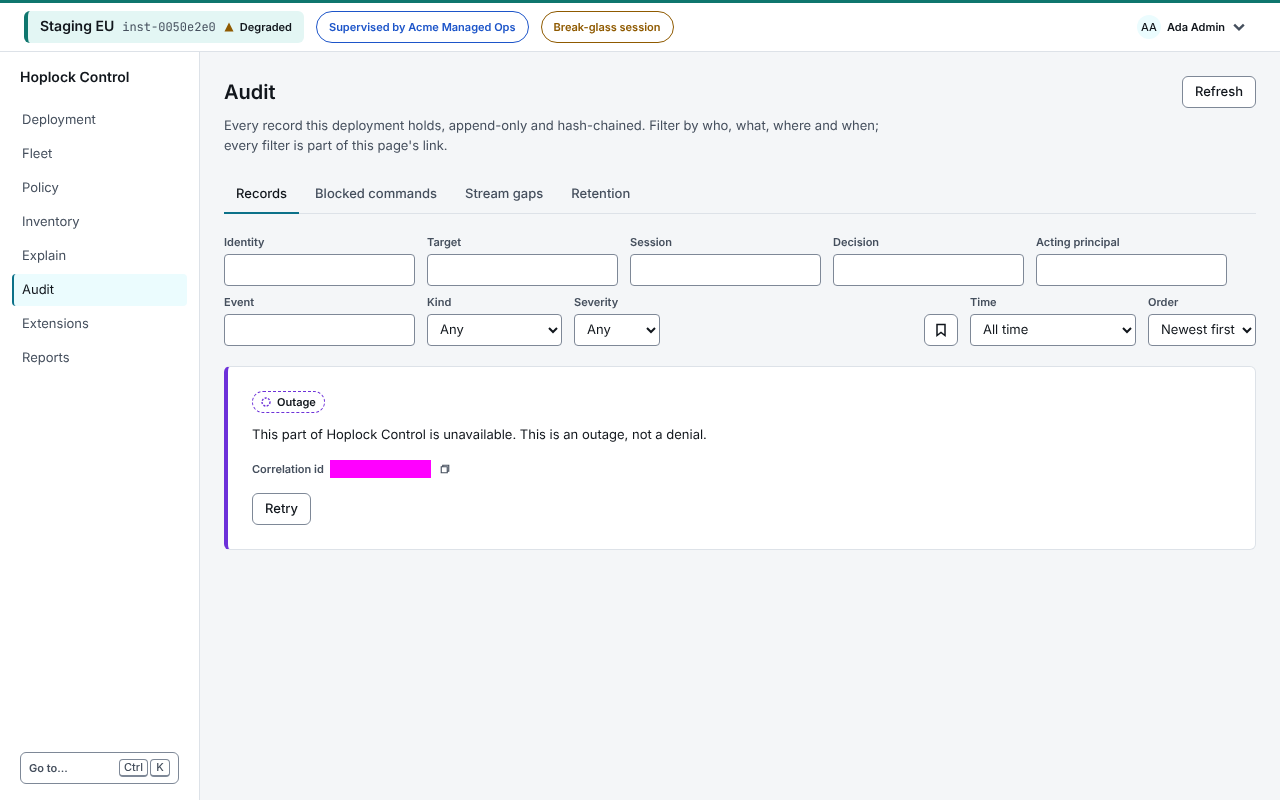 Staging EU inst-0050e2e0 Degraded Supervised by Acme Managed Ops Break-glass session AA Ada Admin
Hoplock Control
Deployment
Fleet
Policy
Inventory
Explain
Audit
Extensions
Reports
Go to... Ctrl K
Audit
Refresh
Every record this deployment holds, append-only and hash-chained. Filter by who, what, where and when;
every filter is part of this page's link.
Records Blocked commands Stream gaps Retention
Identity Target Session Decision Acting principal
Event Kind Severity Time Order
Any Any All time Newest first
Outage
This part of Hoplock Control is unavailable. This is an outage, not a denial.
Correlation id
Retry